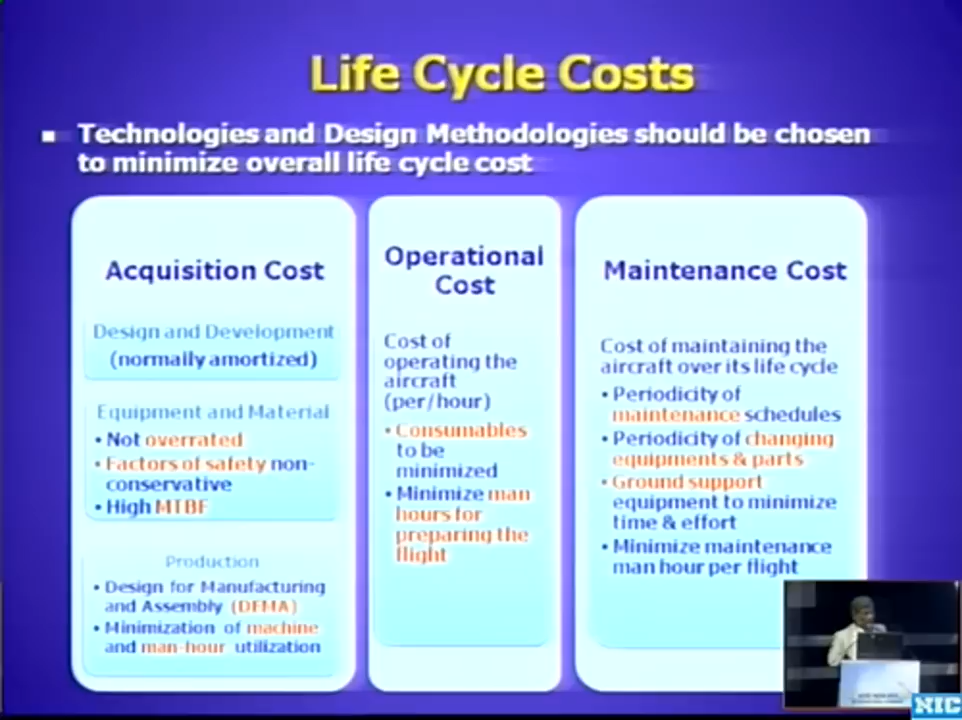 Life Cycle Costs
▪ Technologies and Design Methodologies should be chosen
to minimize overall life cycle cost
Acquisition Cost
Design and Development
(normally amortized)
Equipment and Material
• Not overrated
• Factors of safety non-
conservative
• High MTBF
Production
• Design for Manufacturing
and Assembly (DFMA)
• Minimization of machine
and man-hour utilization
Operational
Cost
Cost of
operating the
aircraft
(per/hour)
• Consumables
to be
minimized
• Minimize man
hours for
preparing the
flight
Maintenance Cost
Cost of maintaining the
aircraft over its life cycle
• Periodicity of
maintenance schedules
• Periodicity of changing
equipments & parts
• Ground support
equipment to minimize
time & effort
• Minimize maintenance
man hour per flight
NIC